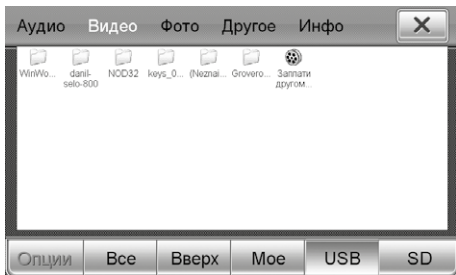 Аудио Видео Фото Другое Инфо
WinWo... danil- NOD32 keys_0... (Neznai... Grovero... Заплати
selo-800 другом...
Опции Все Вверх Мое USB SD